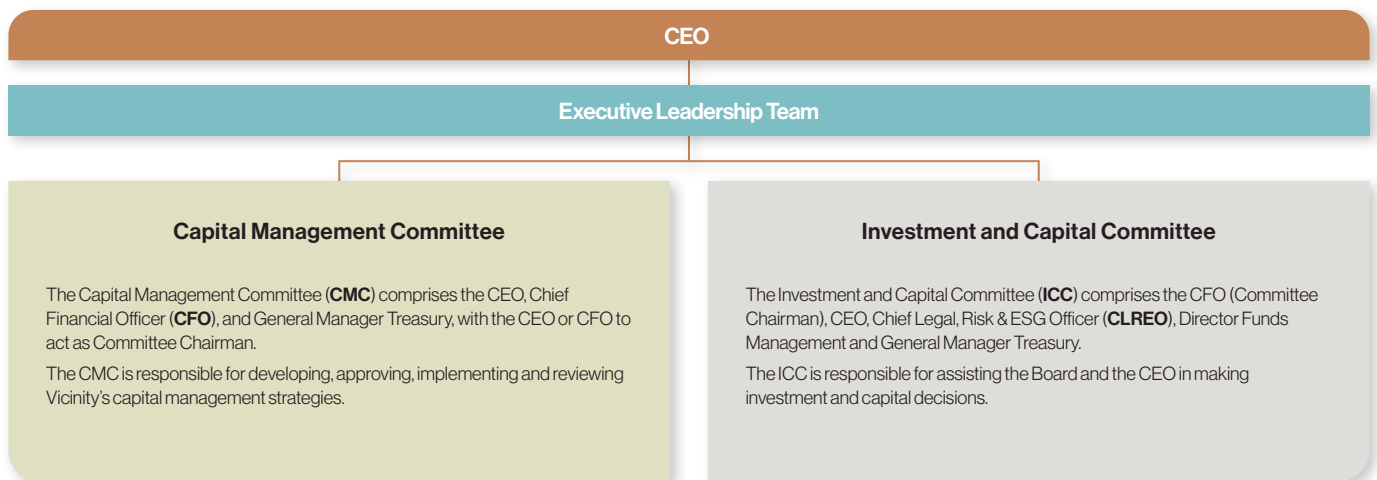 CEO
Executive Leadership Team
Capital Management Committee
The Capital Management Committee (CMC) comprises the CEO, Chief
Financial Officer (CFO), and General Manager Treasury, with the CEO or CFO to
act as Committee Chairman.
The CMC is responsible for developing, approving, implementing and reviewing
Vicinity's capital management strategies.
Investment and Capital Committee
The Investment and Capital Committee (ICC) comprises the CFO (Committee
Chairman), CEO, Chief Legal, Risk & ESG Officer (CLREO), Director Funds
Management and General Manager Treasury.
The ICC is responsible for assisting the Board and the CEO in making
investment and capital decisions.